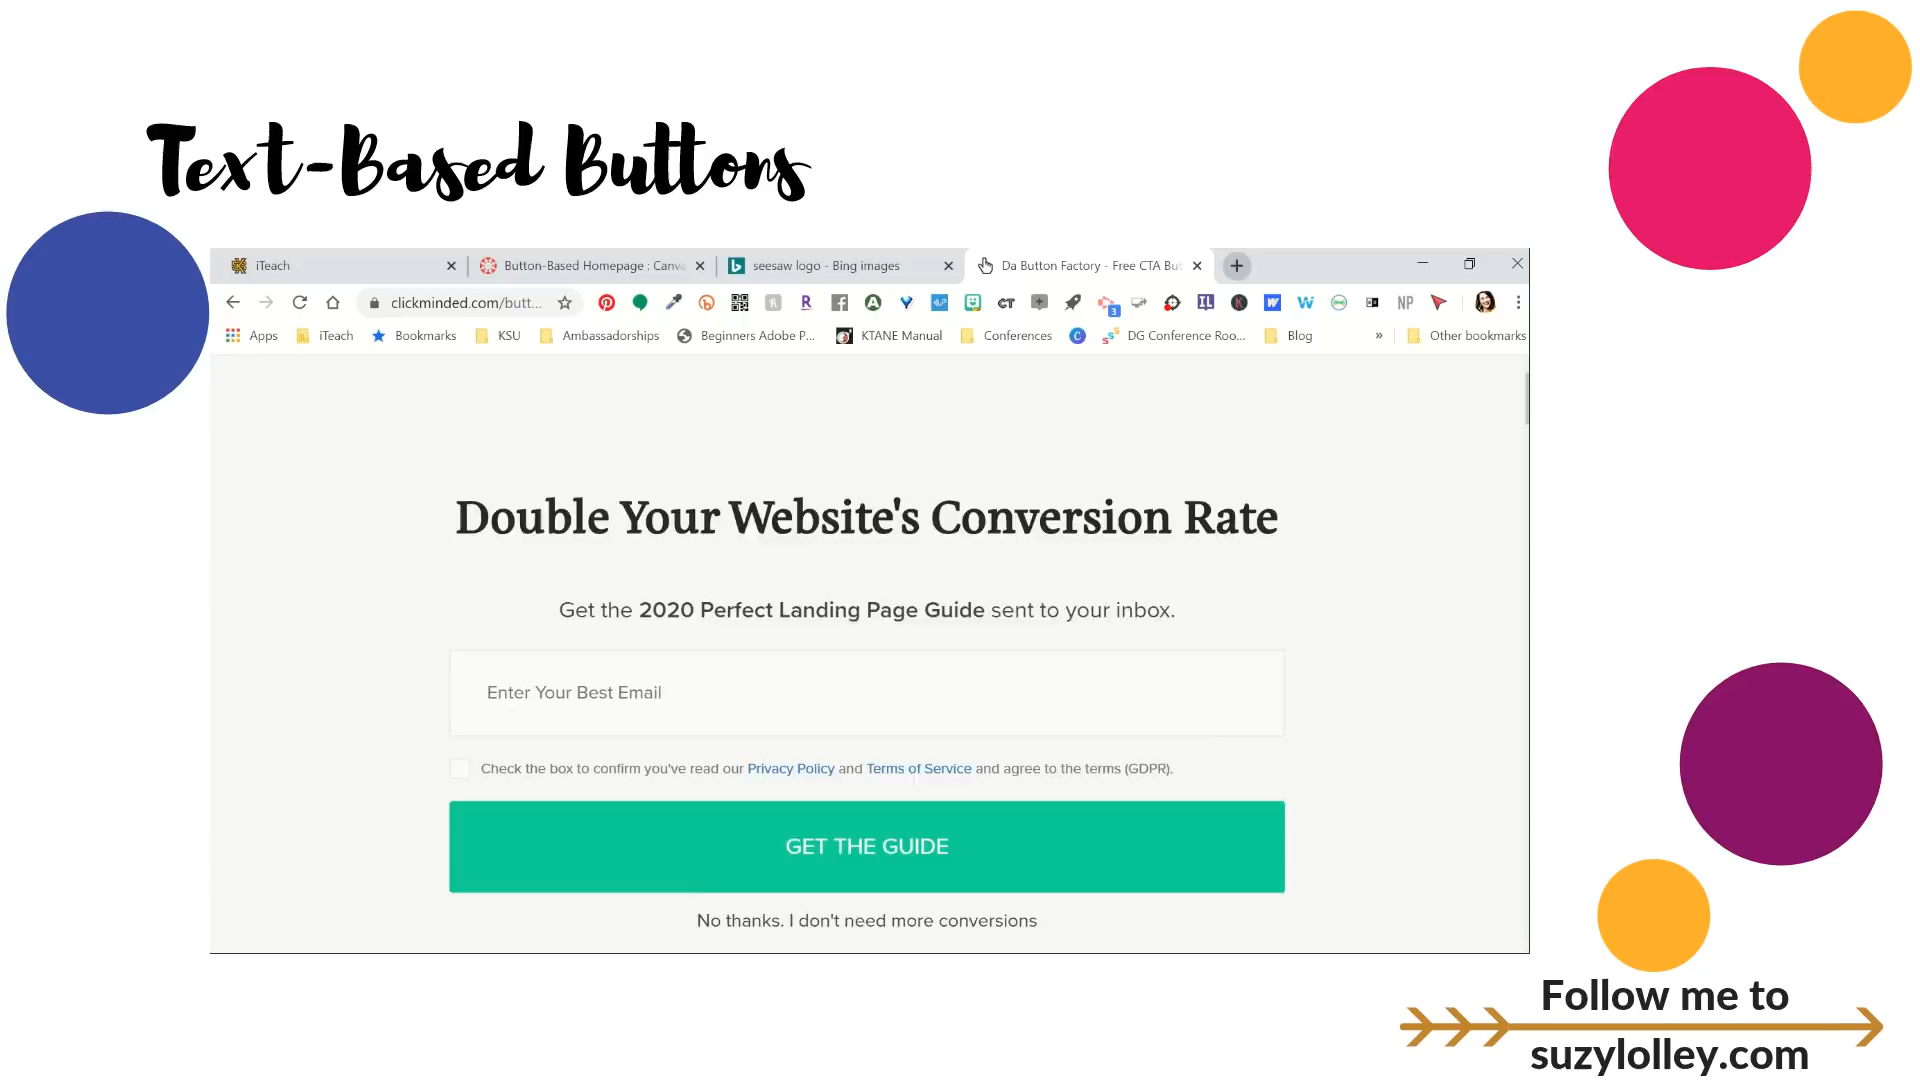 Text-Based Buttons
iTeach
Button-Based Homepage : Canva
seesaw logo - Bing images
Da Button Factory - Free CTA But
clickminded.com/butt...
CT
3
IL
NP
Apps
iTeach
Bookmarks
KSU
Ambassadorships
Beginners Adobe P...
KTANE Manual
Conferences
DG Conference Roo...
Blog
»
Other bookmarks
Double Your Website's Conversion Rate
Get the 2020 Perfect Landing Page Guide sent to your inbox.
Enter Your Best Email
Check the box to confirm you've read our Privacy Policy and Terms of Service and agree to the terms (GDPR).
GET THE GUIDE
No thanks. I don't need more conversions
Follow me to
suzylolley.com